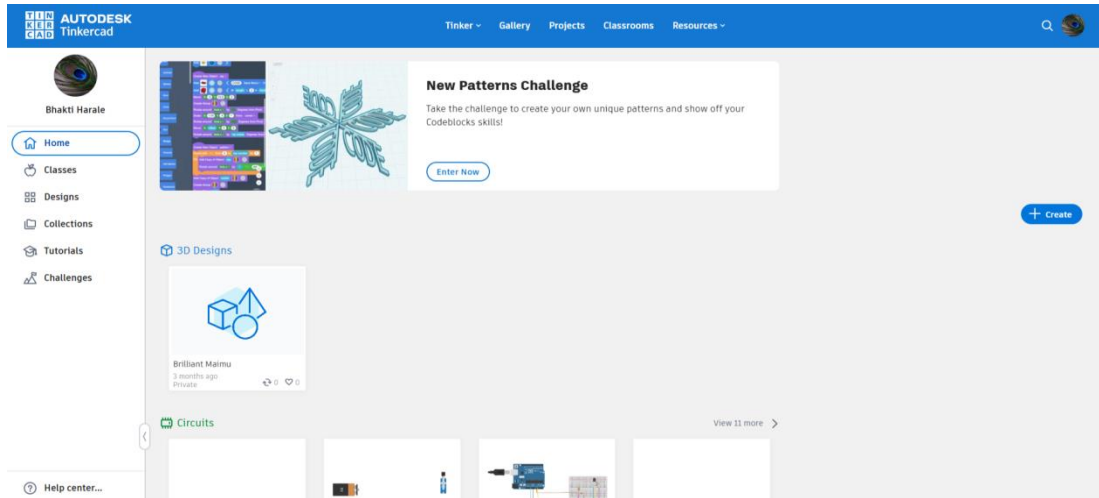 TIN
KER
CAD
AUTODESK
Tinkercad
Tinker
Gallery
Projects
Classrooms
Resources
Bhakti Harale
Home
Classes
Designs
Collections
Tutorials
Challenges
Help center...
CODE
New Patterns Challenge
Take the challenge to create your own unique patterns and show off your
Codeblocks skills!
Enter Now
+ Create
3D Designs
Brilliant Maimu
3 months ago
Private
0 0
Circuits
View 11 more